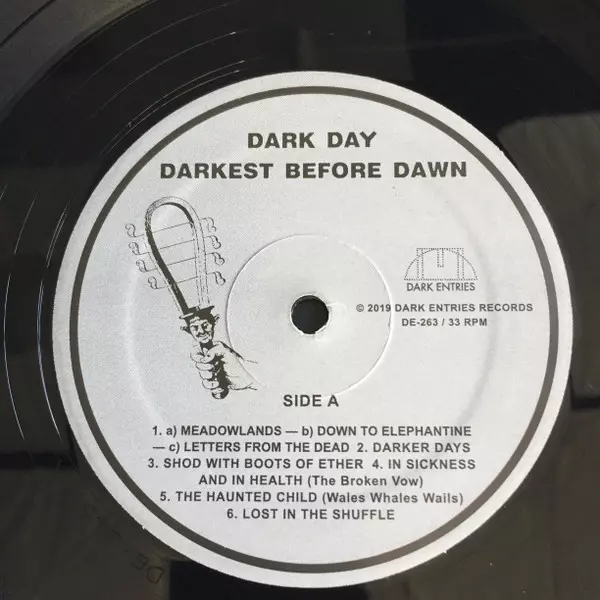 DARK DAY
DARKEST BEFORE DAWN
DARK ENTRIES
© 2019 DARK ENTRIES RECORDS
DE-263 / 33 RPM
SIDE A
1. a) MEADOWLANDS — b) DOWN TO ELEPHANTINE
— c) LETTERS FROM THE DEAD 2. DARKER DAYS
3. SHOD WITH BOOTS OF ETHER 4. IN SICKNESS
AND IN HEALTH (The Broken Vow)
5. THE HAUNTED CHILD (Wales Whales Wails)
6. LOST IN THE SHUFFLE